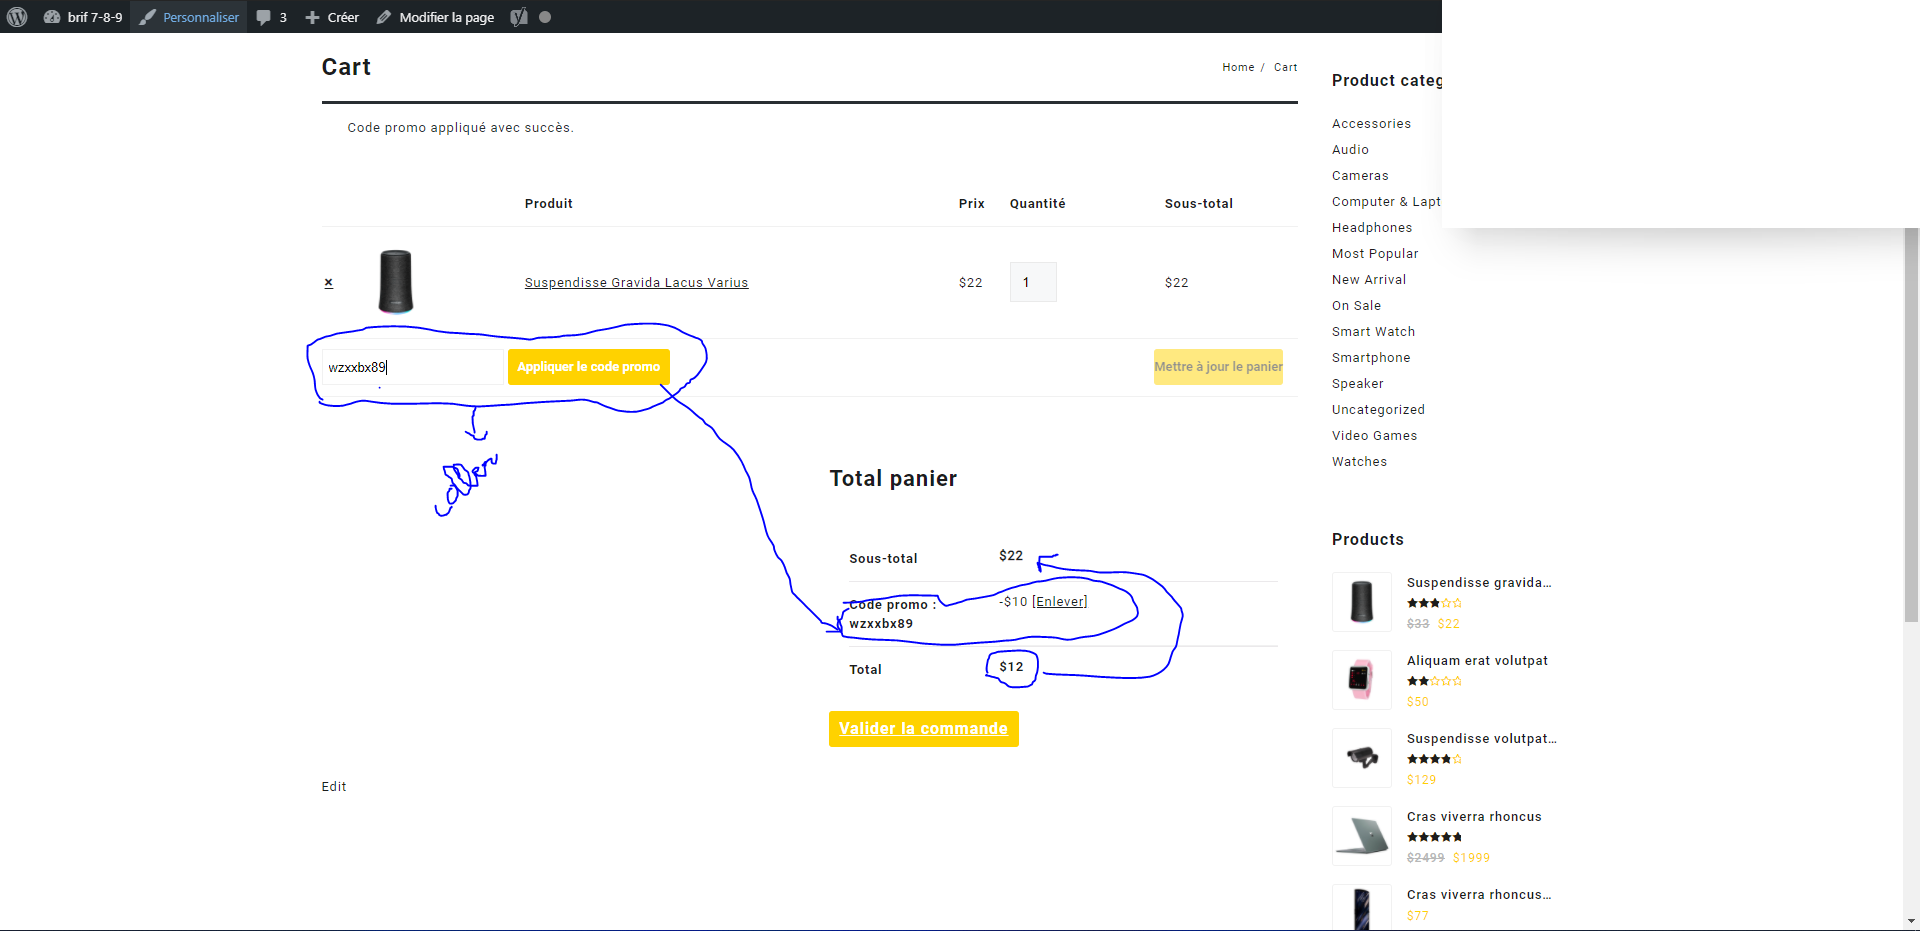 brif 7-8-9 Personnaliser 3 Créer Modifier la page
Cart
Home / Cart
Code promo appliqué avec succès.
Produit Prix Quantité Sous-total
× Suspendisse Gravida Lacus Varius $22 1 $22
wzxxbx89 Appliquer le code promo Mettre à jour le panier
Total panier
Sous-total $22
Code promo : -$10 [Enlever]
wzxxbx89
Total $12
Valider la commande
Edit
Product categ
Accessories
Audio
Cameras
Computer & Lapt
Headphones
Most Popular
New Arrival
On Sale
Smart Watch
Smartphone
Speaker
Uncategorized
Video Games
Watches
Products
Suspendisse gravida...
$33 $22
Aliquam erat volutpat
$50
Suspendisse volutpat...
$129
Cras viverra rhoncus
$2499 $1999
Cras viverra rhoncus...
$77